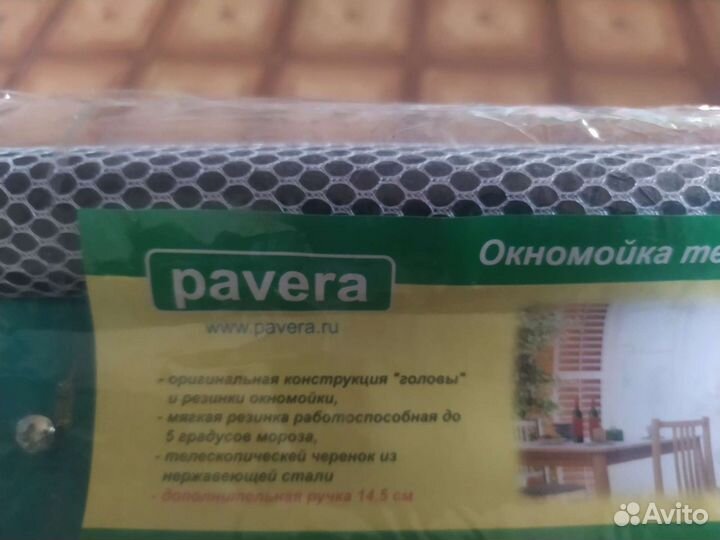 pavera
Окномойка те
www.pavera.ru
- оригинальная конструкция "головы"
и резинки окномойки,
- мягкая резинка работоспособная до
5 градусов мороза,
- телескопическей черенок из
нержавеющей стали
- дополнительная ручка 14.5 см
Avito